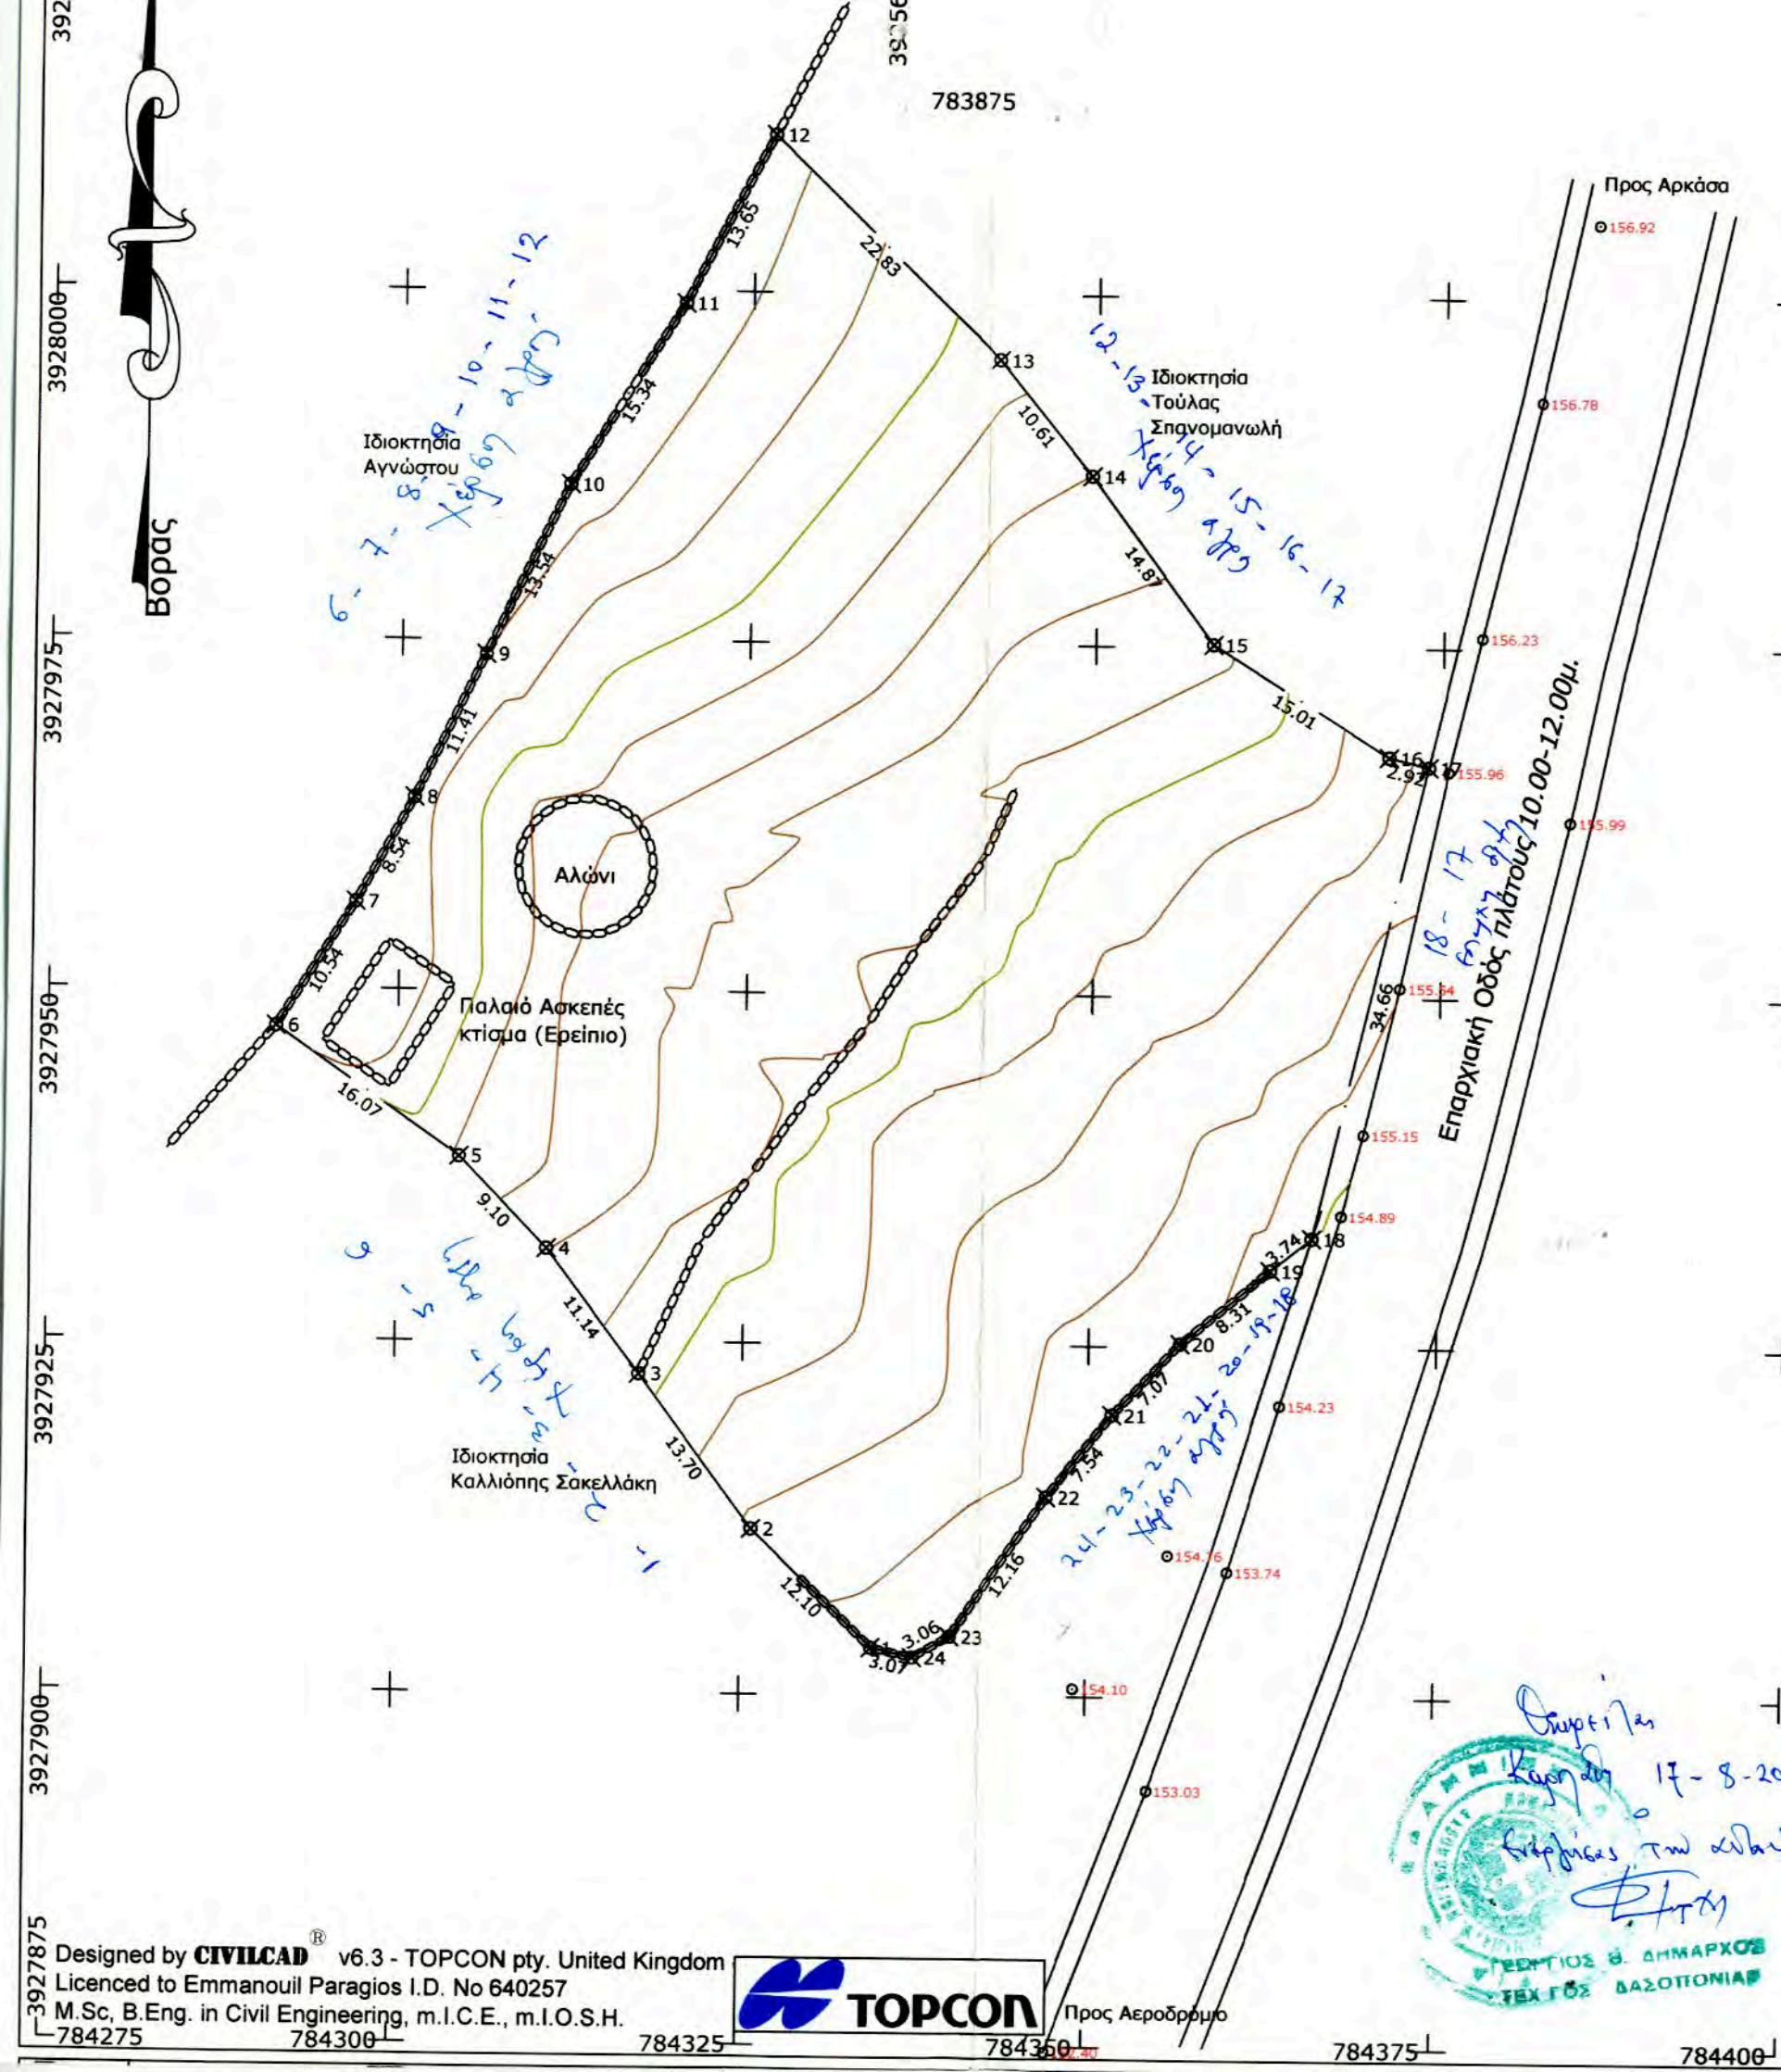 783875
Προς Αρκάσα
156.92
12
13.65
22.83
3928000
11
13
6 - 7 - 8 - 9 - 10 - 11 - 12
Ιδιοκτησία
Τούλας
Σπανομανωλή
12 - 13 - 14 - 15 - 16 - 17
156.78
15.34
10.61
Ιδιοκτησία
Αγνώστου
10
14
Βοράς
13.54
14.87
3927975
9
15
156.23
11.41
15.01
16
17
2.92
155.96
8
155.99
8.54
Αλώνι
7
18 - 17
Επαρχιακή Οδός πλάτους 10.00-12.00μ.
10.54
3927950
6
Παλαιό Ασκεπές
κτίσμα (Ερείπιο)
155.64
34.66
16.07
5
155.15
9.10
4
154.89
18
3.74
19
11.14
8.31
3927925
20
3
7.07
21
154.23
24 - 23 - 22 - 21 - 20 - 19 - 18
Ιδιοκτησία
Καλλιόπης Σακελλάκη
1 - 2 - 3 - 4 - 5 - 6
13.70
7.54
22
2
154.76
153.74
12.10
12.16
3.06
23
24
3.07
154.10
3927900
153.03
17 - 8 - 20
3927875
Designed by CIVILCAD ® v6.3 - TOPCON pty. United Kingdom
Licenced to Emmanouil Paragios I.D. No 640257
M.Sc, B.Eng. in Civil Engineering, m.I.C.E., m.I.O.S.H.
TOPCON
Προς Αεροδρόμιο
ΔΗΜΑΡΧΟΣ
ΔΑΣΟΠΟΝΙΑΣ
784275
784300
784325
784350
784375
784400